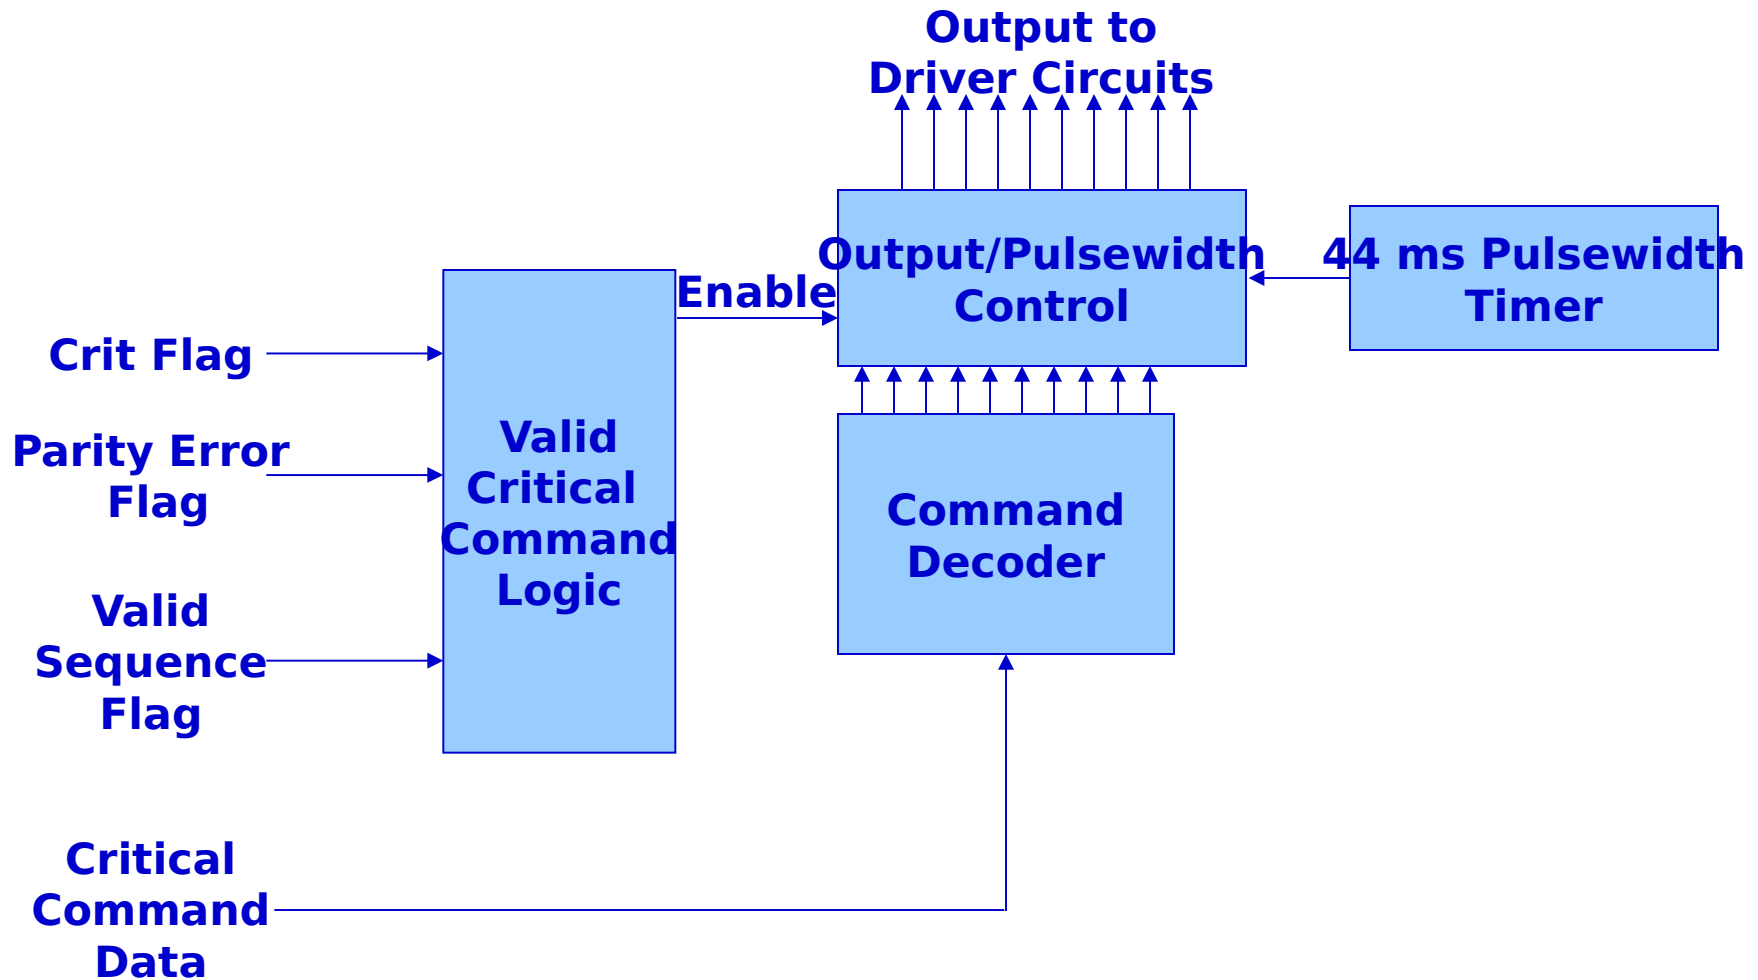 Output to
Driver Circuits
Output/Pulsewidth
Control
44 ms Pulsewidth
Timer
Enable
Crit Flag
Parity Error
Flag
Valid
Sequence
Flag
Valid
Critical
Command
Logic
Command
Decoder
Critical
Command
Data